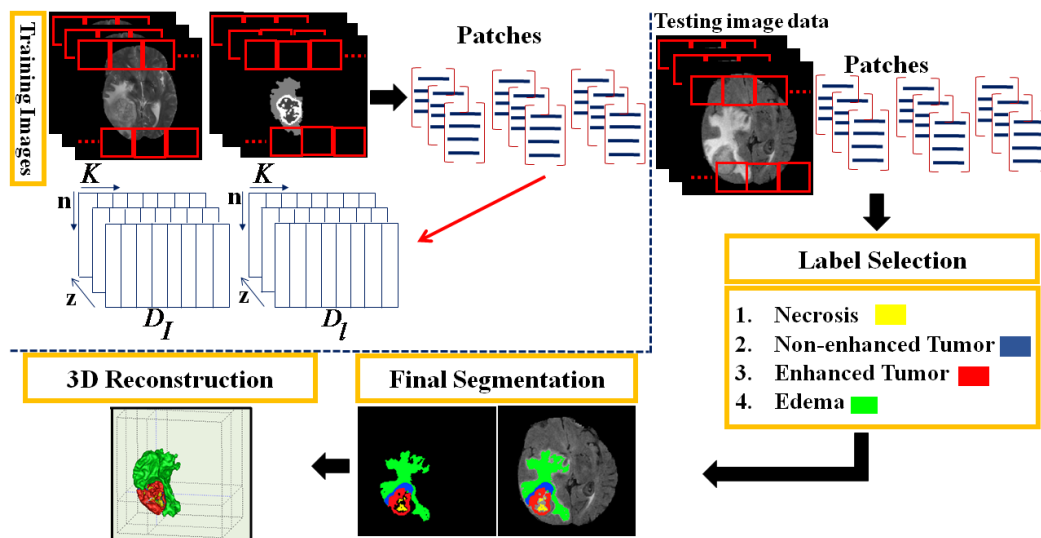 Training Images
Patches
Testing image data
Patches
K
n
z
D_I
K
n
z
D_l
Label Selection
1. Necrosis
2. Non-enhanced Tumor
3. Enhanced Tumor
4. Edema
3D Reconstruction
Final Segmentation